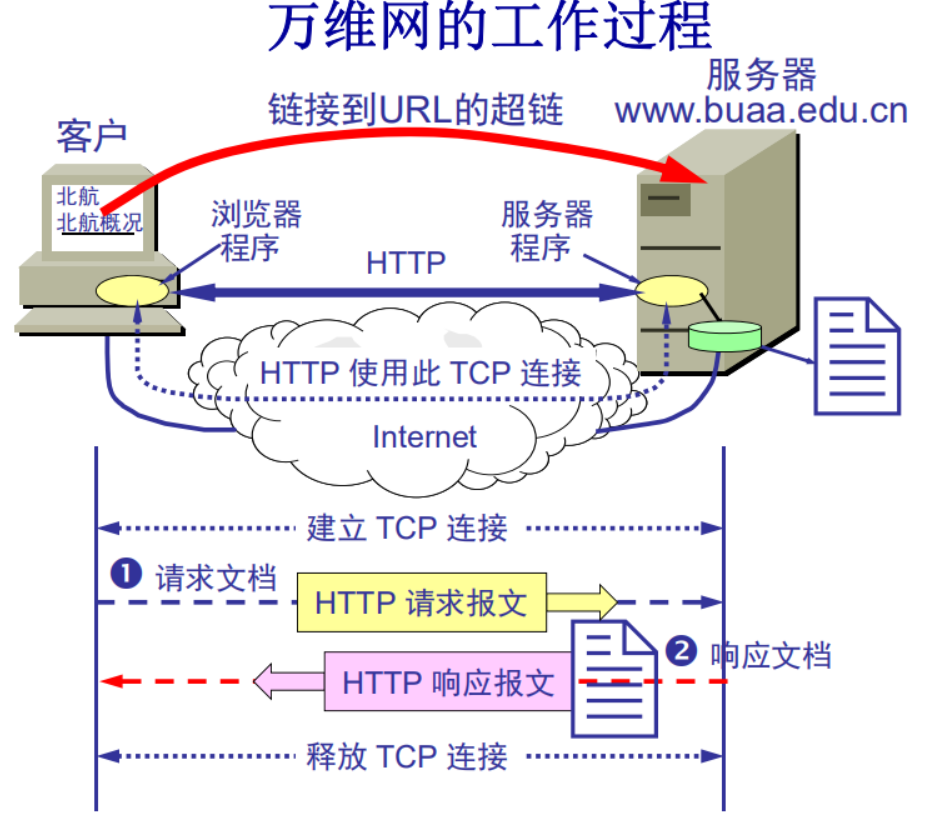 万维网的工作过程
服务器
www.buaa.edu.cn
链接到URL的超链
客户
北航
北航概况
浏览器
程序
服务器
程序
HTTP
HTTP 使用此 TCP 连接
Internet
建立 TCP 连接
❶ 请求文档
HTTP 请求报文
❷ 响应文档
HTTP 响应报文
释放 TCP 连接